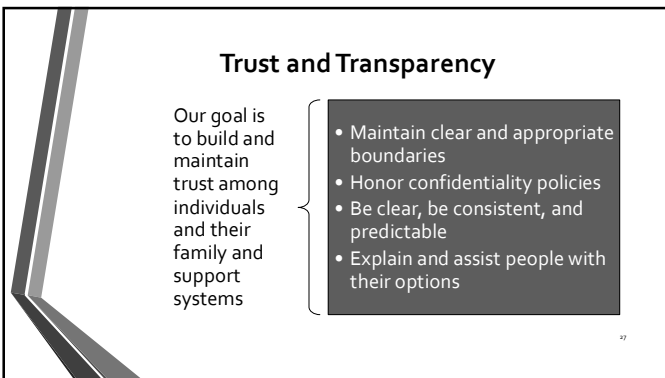 Trust and Transparency
Our goal is
to build and
maintain
trust among
individuals
and their
family and
support
systems
• Maintain clear and appropriate
boundaries
• Honor confidentiality policies
• Be clear, be consistent, and
predictable
• Explain and assist people with
their options
27